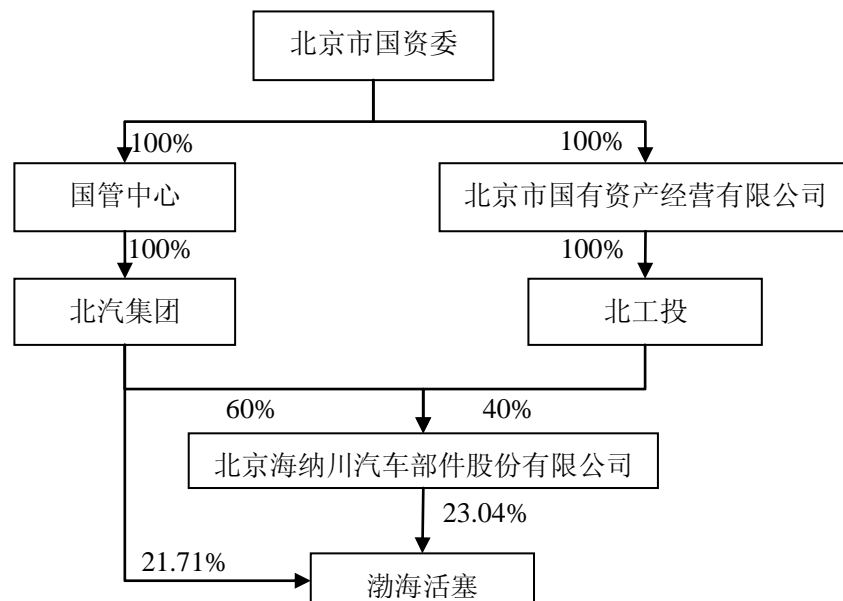 北京市国资委
100%
100%
国管中心
北京市国有资产经营有限公司
100%
100%
北汽集团
北工投
60%
40%
北京海纳川汽车部件股份有限公司
23.04%
21.71%
渤海活塞